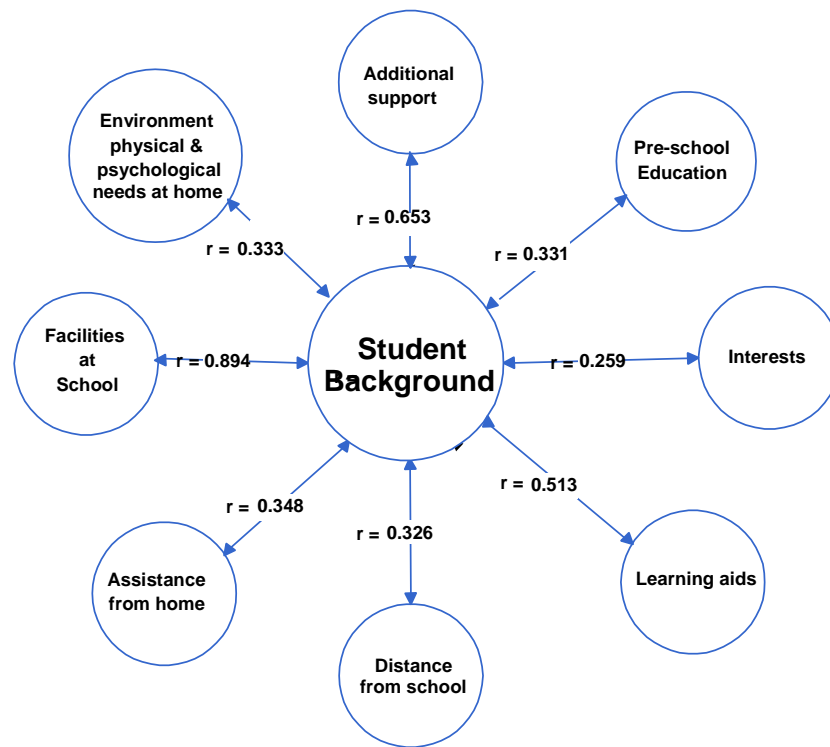 Additional
support
Environment
physical &
psychological
needs at home
Pre-school
Education
r = 0.653
r = 0.333
r = 0.331
Facilities
at
School
r = 0.894
Student
Background
r = 0.259
Interests
r = 0.348
r = 0.513
r = 0.326
Assistance
from home
Learning aids
Distance
from school